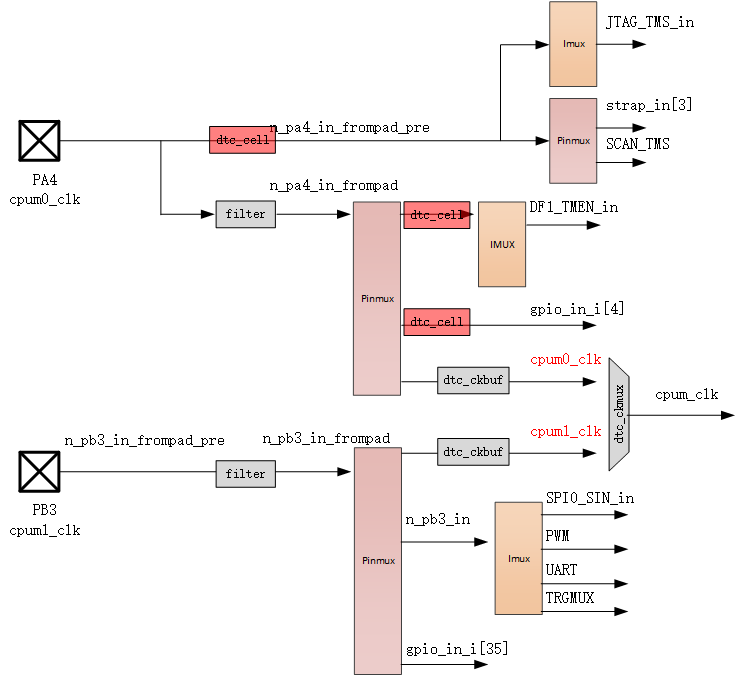 JTAG_TMS_in
Imux
strap_in[3]
n_pa4_in_frompad_pre
dtc_cell
Pinmux
SCAN_TMS
PA4
cpum0_clk
n_pa4_in_frompad
filter
dtc_cell
DF1_TMEN_in
IMUX
Pinmux
gpio_in_i[4]
dtc_cell
cpum0_clk
dtc_ckbuf
cpum_clk
dtc_ckmux
n_pb3_in_frompad_pre
n_pb3_in_frompad
cpum1_clk
dtc_ckbuf
filter
PB3
cpum1_clk
SPI0_SIN_in
n_pb3_in
PWM
Pinmux
Imux
UART
TRGMUX
gpio_in_i[35]